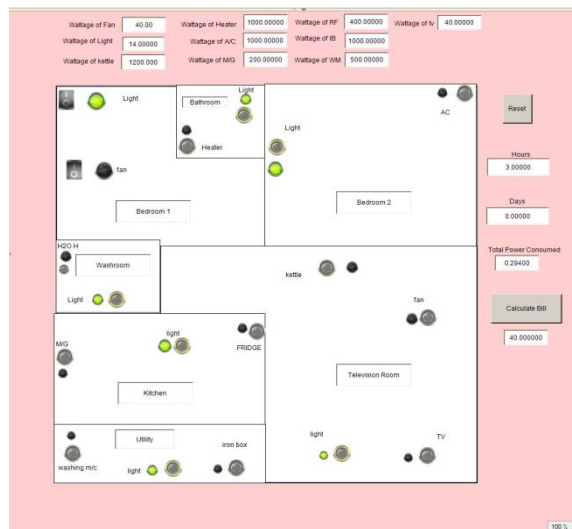 Wattage of Fan 40.00 Wattage of Heater 1000.00000 Wattage of RF 400.00000 Wattage of tv 40.00000
Wattage of Light 14.00000 Wattage of A/C 1000.00000 Wattage of IB 1000.00000
Wattage of kettle 1200.000 Wattage of M/G 200.00000 Wattage of WM 500.00000
Light
Bathroom
Light
Heater
fan
Bedroom 1
Light
AC
Bedroom 2
Reset
Hours
3.00000
Days
0.00000
Total Power Consumed
0.29400
Calculate Bill
40.000000
H2O H
Washroom
Light
kettle
fan
light
M/G
FRIDGE
Kitchen
Television Room
Utility
iron box
washing m/c
light
light
TV
100 %